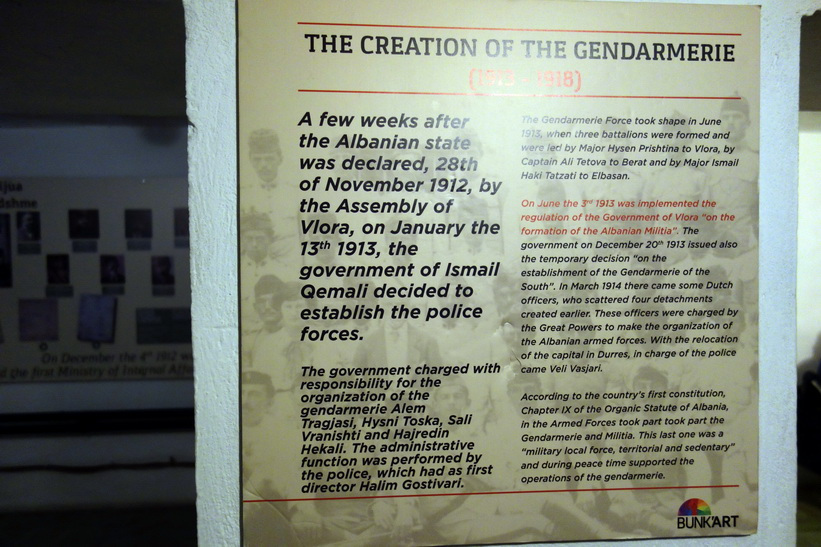 THE CREATION OF THE GENDARMERIE
(1913 - 1918)
A few weeks after
the Albanian state
was declared, 28th
of November 1912, by
the Assembly of
Vlora, on January the
13th 1913, the
government of Ismail
Qemali decided to
establish the police
forces.
The government charged with
responsibility for the
organization of the
gendarmerie Alem
Tragjasi, Hysni Toska, Sali
Vranishti and Hajredin
Hekali. The administrative
function was performed by
the police, which had as first
director Halim Gostivari.
The Gendarmerie Force took shape in June
1913, when three battalions were formed and
were led by Major Hysen Prishtina to Vlora, by
Captain Ali Tetova to Berat and by Major Ismail
Haki Tatzati to Elbasan.
On June the 3rd 1913 was implemented the
regulation of the Government of Vlora "on the
formation of the Albanian Militia". The
government on December 20th 1913 issued also
the temporary decision "on the
establishment of the Gendarmerie of the
South". In March 1914 there came some Dutch
officers, who scattered four detachments
created earlier. These officers were charged by
the Great Powers to make the organization of
the Albanian armed forces. With the relocation
of the capital in Durres, in charge of the police
came Veli Vasjari.
According to the country's first constitution,
Chapter IX of the Organic Statute of Albania,
in the Armed Forces took part took part the
Gendarmerie and Militia. This last one was a
"military local force, territorial and sedentary"
and during peace time supported the
operations of the gendarmerie.
BUNK'ART
ijua
dshme
On December the 4th 1912 w
the first Ministry of Internal Affa